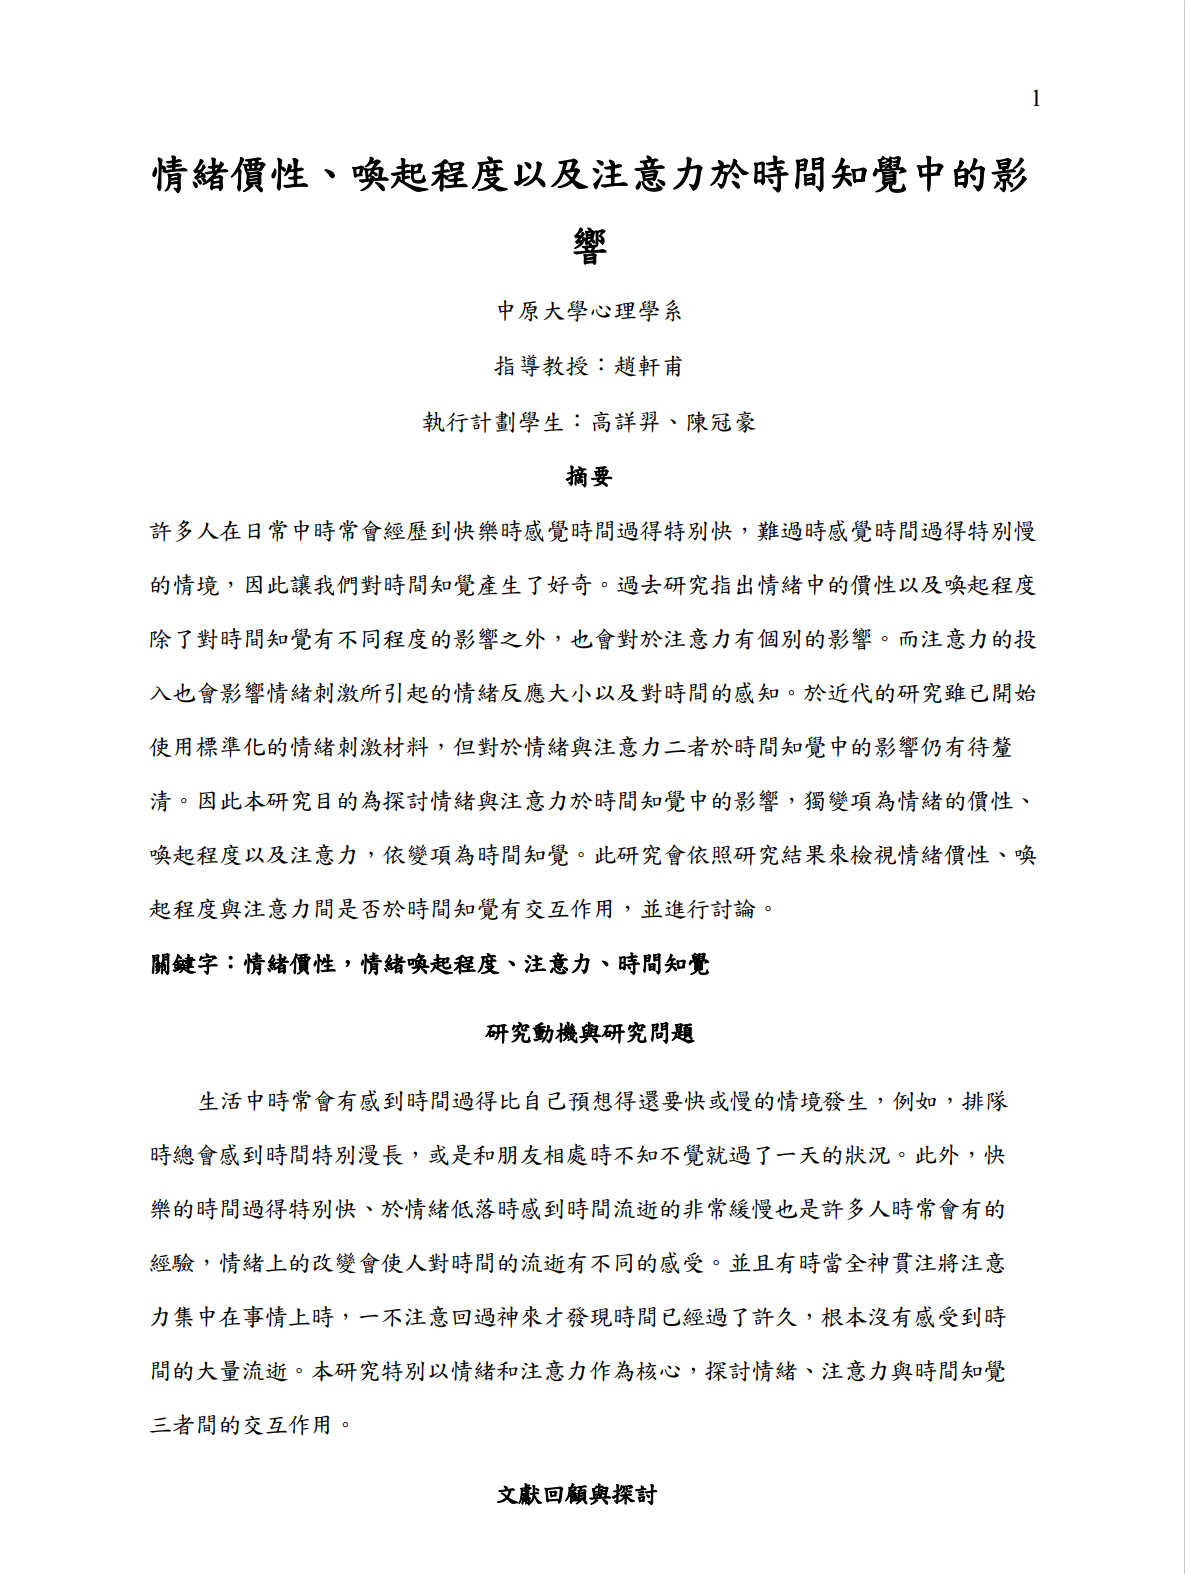 1
情緒價性、喚起程度以及注意力於時間知覺中的影
響
中原大學心理學系
指導教授：趙軒甫
執行計劃學生：高詳羿、陳冠豪
摘要
許多人在日常中時常會經歷到快樂時感覺時間過得特別快，難過時感覺時間過得特別慢
的情境，因此讓我們對時間知覺產生了好奇。過去研究指出情緒中的價性以及喚起程度
除了對時間知覺有不同程度的影響之外，也會對於注意力有個別的影響。而注意力的投
入也會影響情緒刺激所引起的情緒反應大小以及對時間的感知。於近代的研究雖已開始
使用標準化的情緒刺激材料，但對於情緒與注意力二者於時間知覺中的影響仍有待釐
清。因此本研究目的為探討情緒與注意力於時間知覺中的影響，獨變項為情緒的價性、
喚起程度以及注意力，依變項為時間知覺。此研究會依照研究結果來檢視情緒價性、喚
起程度與注意力間是否於時間知覺有交互作用，並進行討論。
關鍵字：情緒價性，情緒喚起程度、注意力、時間知覺
研究動機與研究問題
生活中時常會有感到時間過得比自己預想得還要快或慢的情境發生，例如，排隊
時總會感到時間特別漫長，或是和朋友相處時不知不覺就過了一天的狀況。此外，快
樂的時間過得特別快、於情緒低落時感到時間流逝的非常緩慢也是許多人時常會有的
經驗，情緒上的改變會使人對時間的流逝有不同的感受。並且有時當全神貫注將注意
力集中在事情上時，一不注意回過神來才發現時間已經過了許久，根本沒有感受到時
間的大量流逝。本研究特別以情緒和注意力作為核心，探討情緒、注意力與時間知覺
三者間的交互作用。
文獻回顧與探討